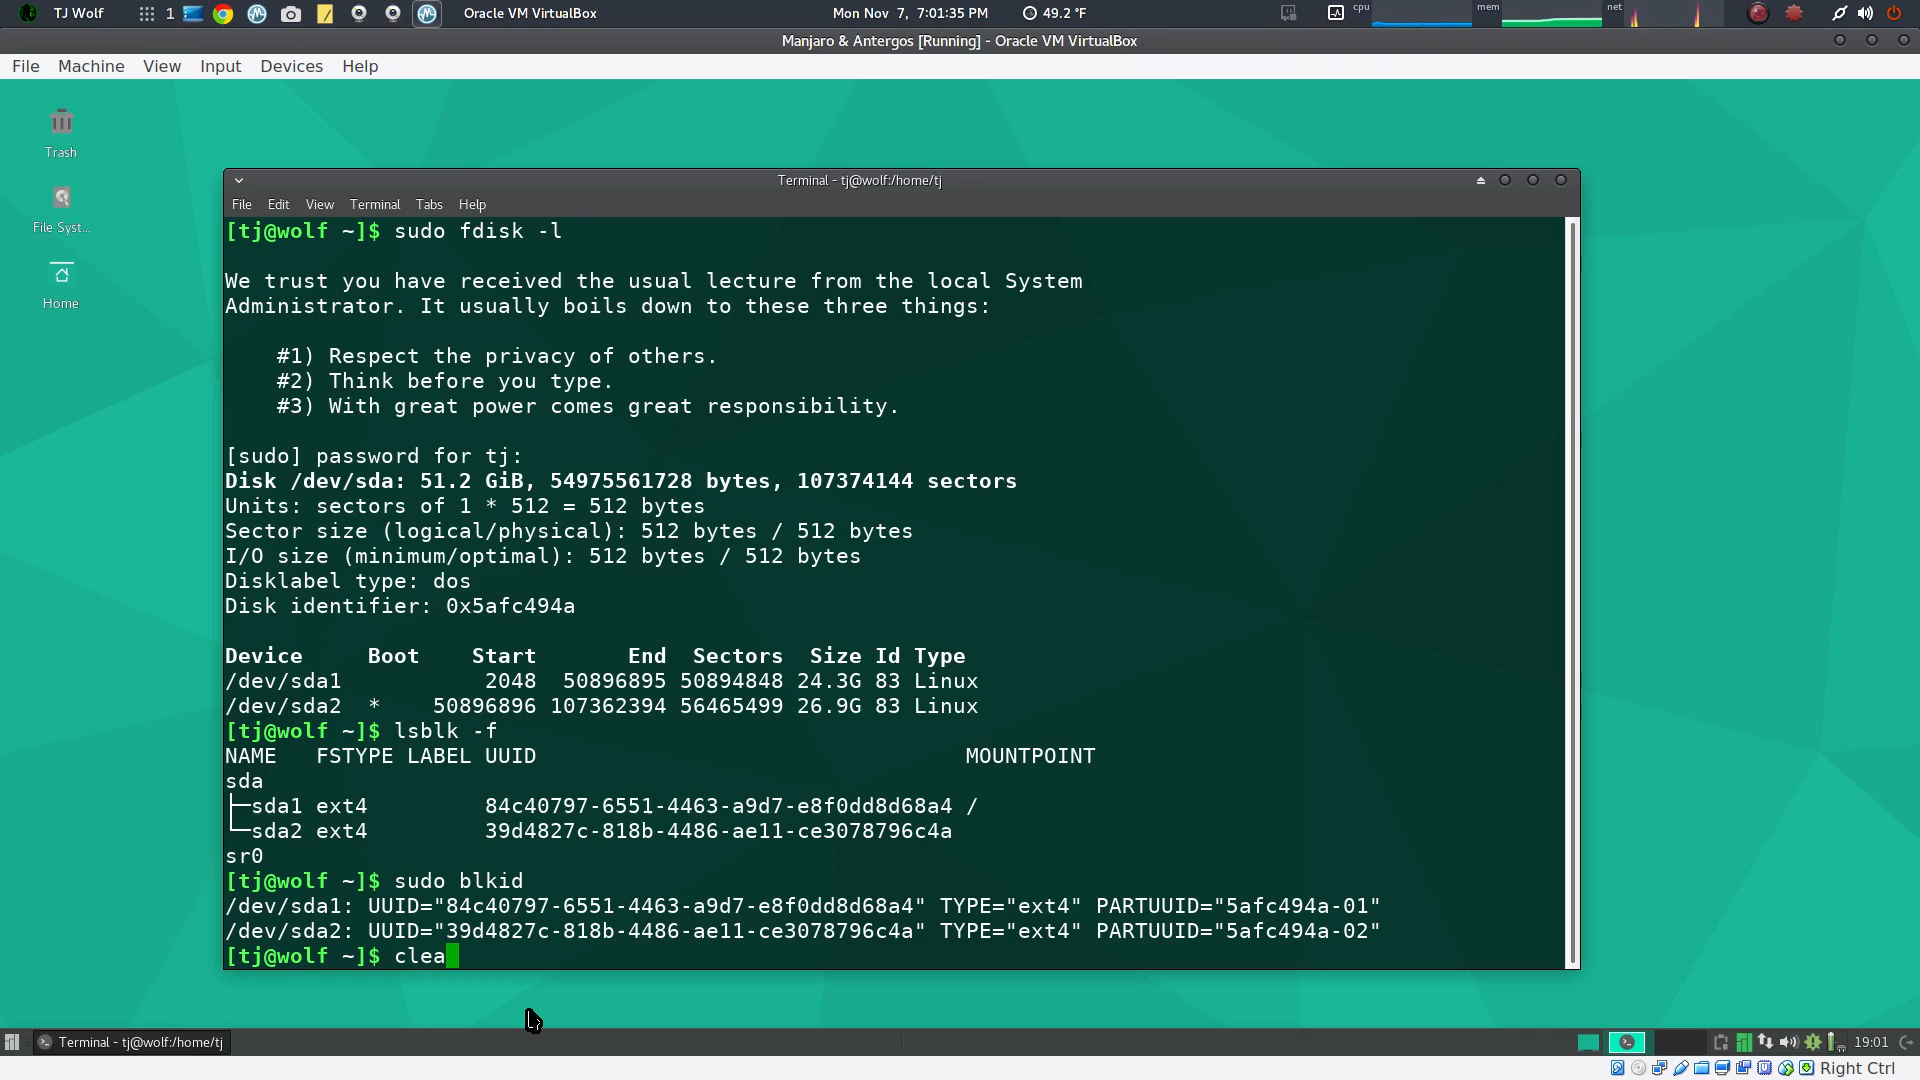 TJ Wolf 1 Oracle VM VirtualBox Mon Nov 7, 7:01:35 PM 49.2 °F cpu mem net
Manjaro & Antergos [Running] - Oracle VM VirtualBox
File Machine View Input Devices Help
Trash
File Syst...
Home
Terminal - tj@wolf:/home/tj
File Edit View Terminal Tabs Help
[tj@wolf ~]$ sudo fdisk -l
We trust you have received the usual lecture from the local System
Administrator. It usually boils down to these three things:
#1) Respect the privacy of others.
#2) Think before you type.
#3) With great power comes great responsibility.
[sudo] password for tj:
Disk /dev/sda: 51.2 GiB, 54975561728 bytes, 107374144 sectors
Units: sectors of 1 * 512 = 512 bytes
Sector size (logical/physical): 512 bytes / 512 bytes
I/O size (minimum/optimal): 512 bytes / 512 bytes
Disklabel type: dos
Disk identifier: 0x5afc494a
Device Boot Start End Sectors Size Id Type
/dev/sda1 2048 50896895 50894848 24.3G 83 Linux
/dev/sda2 * 50896896 107362394 56465499 26.9G 83 Linux
[tj@wolf ~]$ lsblk -f
NAME FSTYPE LABEL UUID MOUNTPOINT
sda
├─sda1 ext4 84c40797-6551-4463-a9d7-e8f0dd8d68a4 /
└─sda2 ext4 39d4827c-818b-4486-ae11-ce3078796c4a
sr0
[tj@wolf ~]$ sudo blkid
/dev/sda1: UUID="84c40797-6551-4463-a9d7-e8f0dd8d68a4" TYPE="ext4" PARTUUID="5afc494a-01"
/dev/sda2: UUID="39d4827c-818b-4486-ae11-ce3078796c4a" TYPE="ext4" PARTUUID="5afc494a-02"
[tj@wolf ~]$ clea
Terminal - tj@wolf:/home/tj 19:01
Right Ctrl